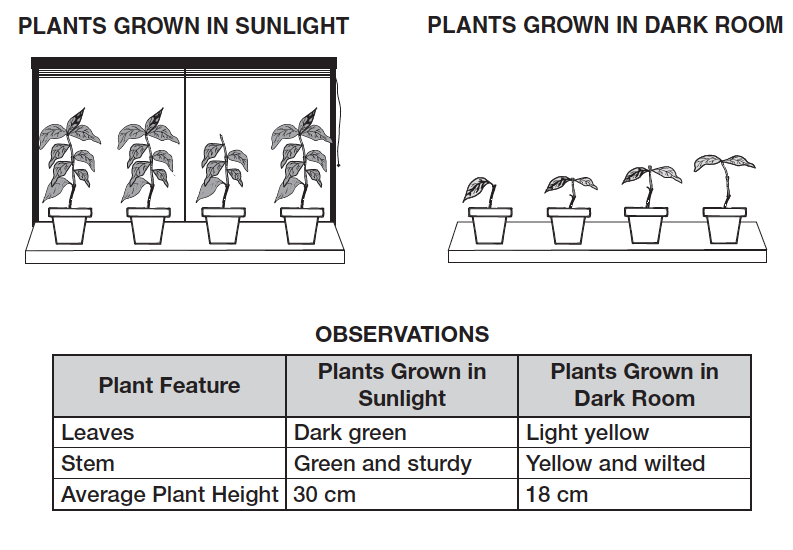 PLANTS GROWN IN SUNLIGHT
PLANTS GROWN IN DARK ROOM
OBSERVATIONS
Plant Feature
Plants Grown in
Sunlight
Plants Grown in
Dark Room
Leaves
Dark green
Light yellow
Stem
Green and sturdy
Yellow and wilted
Average Plant Height
30 cm
18 cm